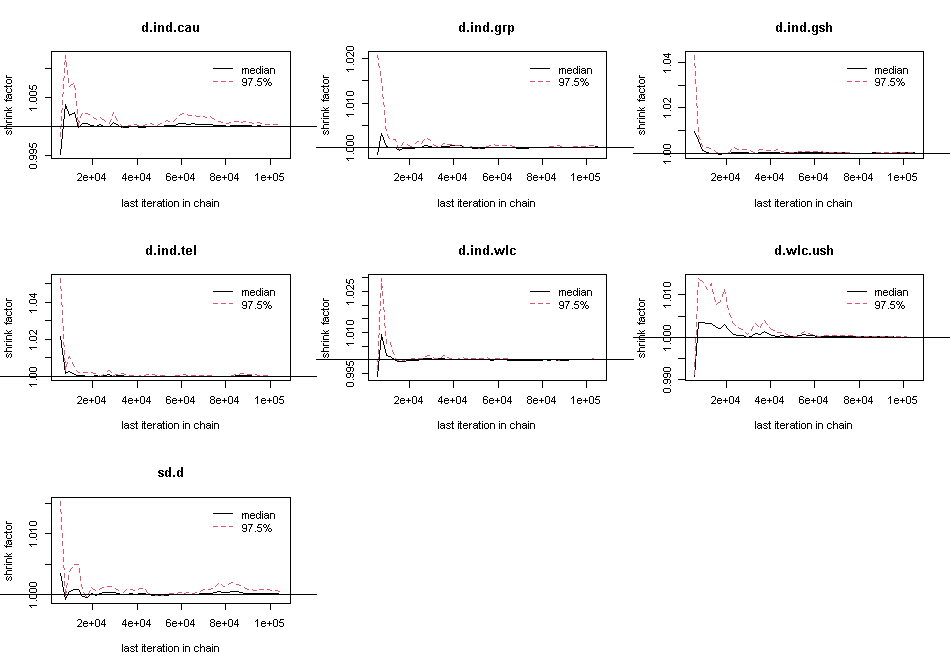 d.ind.cau
shrink factor
0.995 1.005
median
97.5%
2e+04 4e+04 6e+04 8e+04 1e+05
last iteration in chain
d.ind.grp
shrink factor
1.000 1.010 1.020
median
97.5%
2e+04 4e+04 6e+04 8e+04 1e+05
last iteration in chain
d.ind.gsh
shrink factor
1.00 1.02 1.04
median
97.5%
2e+04 4e+04 6e+04 8e+04 1e+05
last iteration in chain
d.ind.tel
shrink factor
1.00 1.02 1.04
median
97.5%
2e+04 4e+04 6e+04 8e+04 1e+05
last iteration in chain
d.ind.wlc
shrink factor
0.995 1.010 1.025
median
97.5%
2e+04 4e+04 6e+04 8e+04 1e+05
last iteration in chain
d.wlc.ush
shrink factor
0.990 1.000 1.010
median
97.5%
2e+04 4e+04 6e+04 8e+04 1e+05
last iteration in chain
sd.d
shrink factor
1.000 1.010
median
97.5%
2e+04 4e+04 6e+04 8e+04 1e+05
last iteration in chain